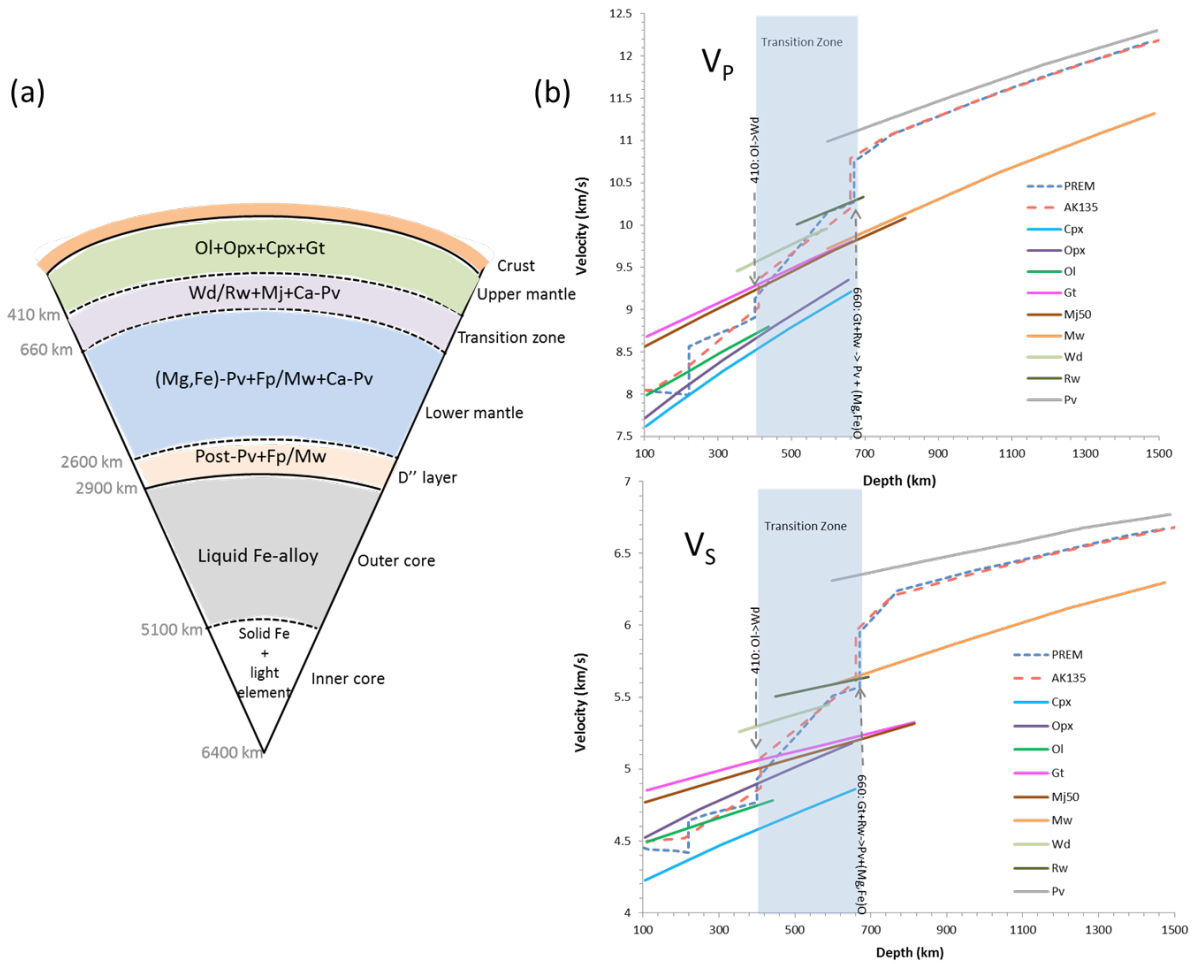 (a)
Ol+Opx+Cpx+Gt
Crust
Wd/Rw+Mj+Ca-Pv
Upper mantle
410 km
Transition zone
660 km
(Mg,Fe)-Pv+Fp/Mw+Ca-Pv
Lower mantle
2600 km
Post-Pv+Fp/Mw
D’’ layer
2900 km
Liquid Fe-alloy
Outer core
5100 km
Solid Fe
+
light
element
Inner core
6400 km
(b)
Transition Zone
VP
12.5
12
11.5
11
10.5
10
9.5
9
8.5
8
7.5
Velocity (km/s)
410: Ol->Wd
660: Gt+Rw -> Pv + (Mg,Fe)O
PREM
AK135
Cpx
Opx
Ol
Gt
Mj50
Mw
Wd
Rw
Pv
100 300 500 700 900 1100 1300 1500
Depth (km)
Transition Zone
VS
7
6.5
6
5.5
5
4.5
4
Velocity (km/s)
410: Ol->Wd
660: Gt+Rw->Pv+(Mg,Fe)O
PREM
AK135
Cpx
Opx
Ol
Gt
Mj50
Mw
Wd
Rw
Pv
100 300 500 700 900 1100 1300 1500
Depth (km)